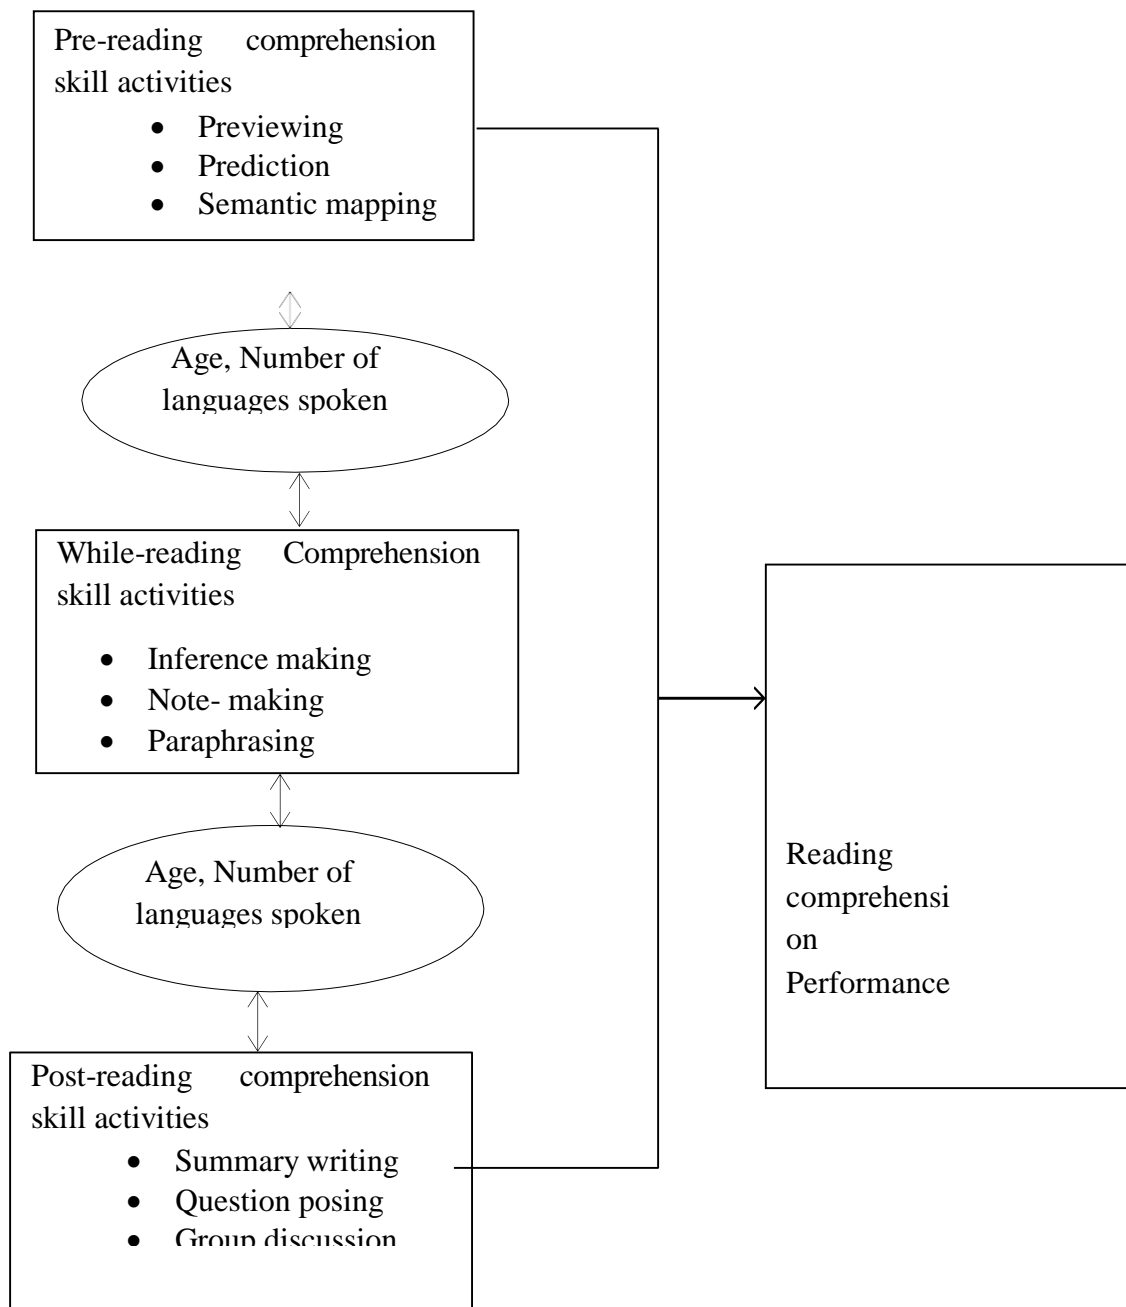 Pre-reading comprehension
skill activities
• Previewing
• Prediction
• Semantic mapping
Age, Number of
languages spoken
While-reading Comprehension
skill activities
• Inference making
• Note- making
• Paraphrasing
Age, Number of
languages spoken
Post-reading comprehension
skill activities
• Summary writing
• Question posing
• Group discussion
Reading
comprehensi
on
Performance